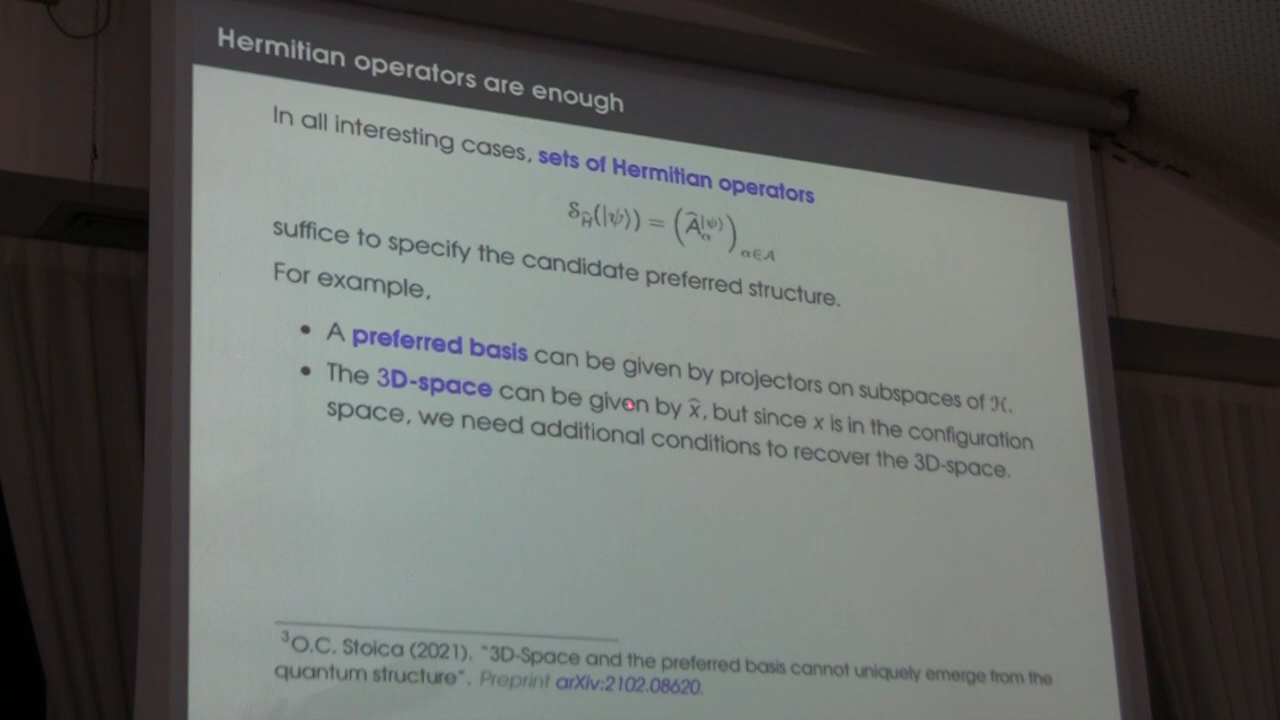 Hermitian operators are enough
In all interesting cases, sets of Hermitian operators
𝒮_Ĥ(|ψ⟩) = (Â_α^|ψ⟩)_α∈𝒜
suffice to specify the candidate preferred structure.
For example,
• A preferred basis can be given by projectors on subspaces of ℋ.
• The 3D-space can be given by x̂, but since x is in the configuration
space, we need additional conditions to recover the 3D-space.
³O.C. Stoica (2021). "3D-Space and the preferred basis cannot uniquely emerge from the
quantum structure". Preprint arXiv:2102.08620.